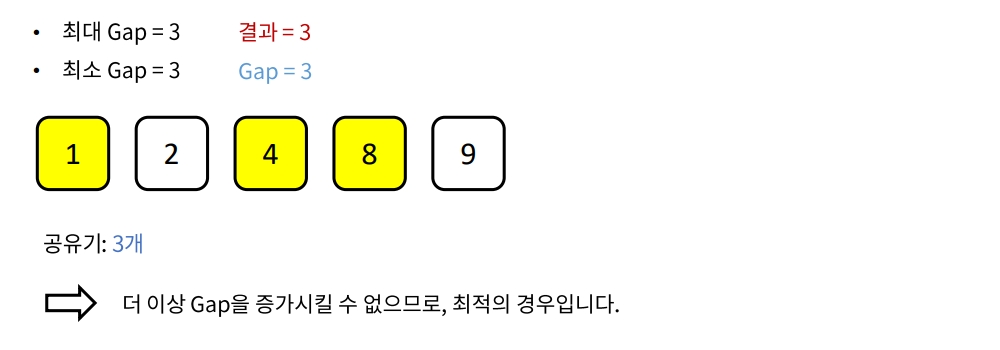 • 최대 Gap = 3 결과 = 3
• 최소 Gap = 3 Gap = 3
1 2 4 8 9
공유기: 3개
더 이상 Gap을 증가시킬 수 없으므로, 최적의 경우입니다.